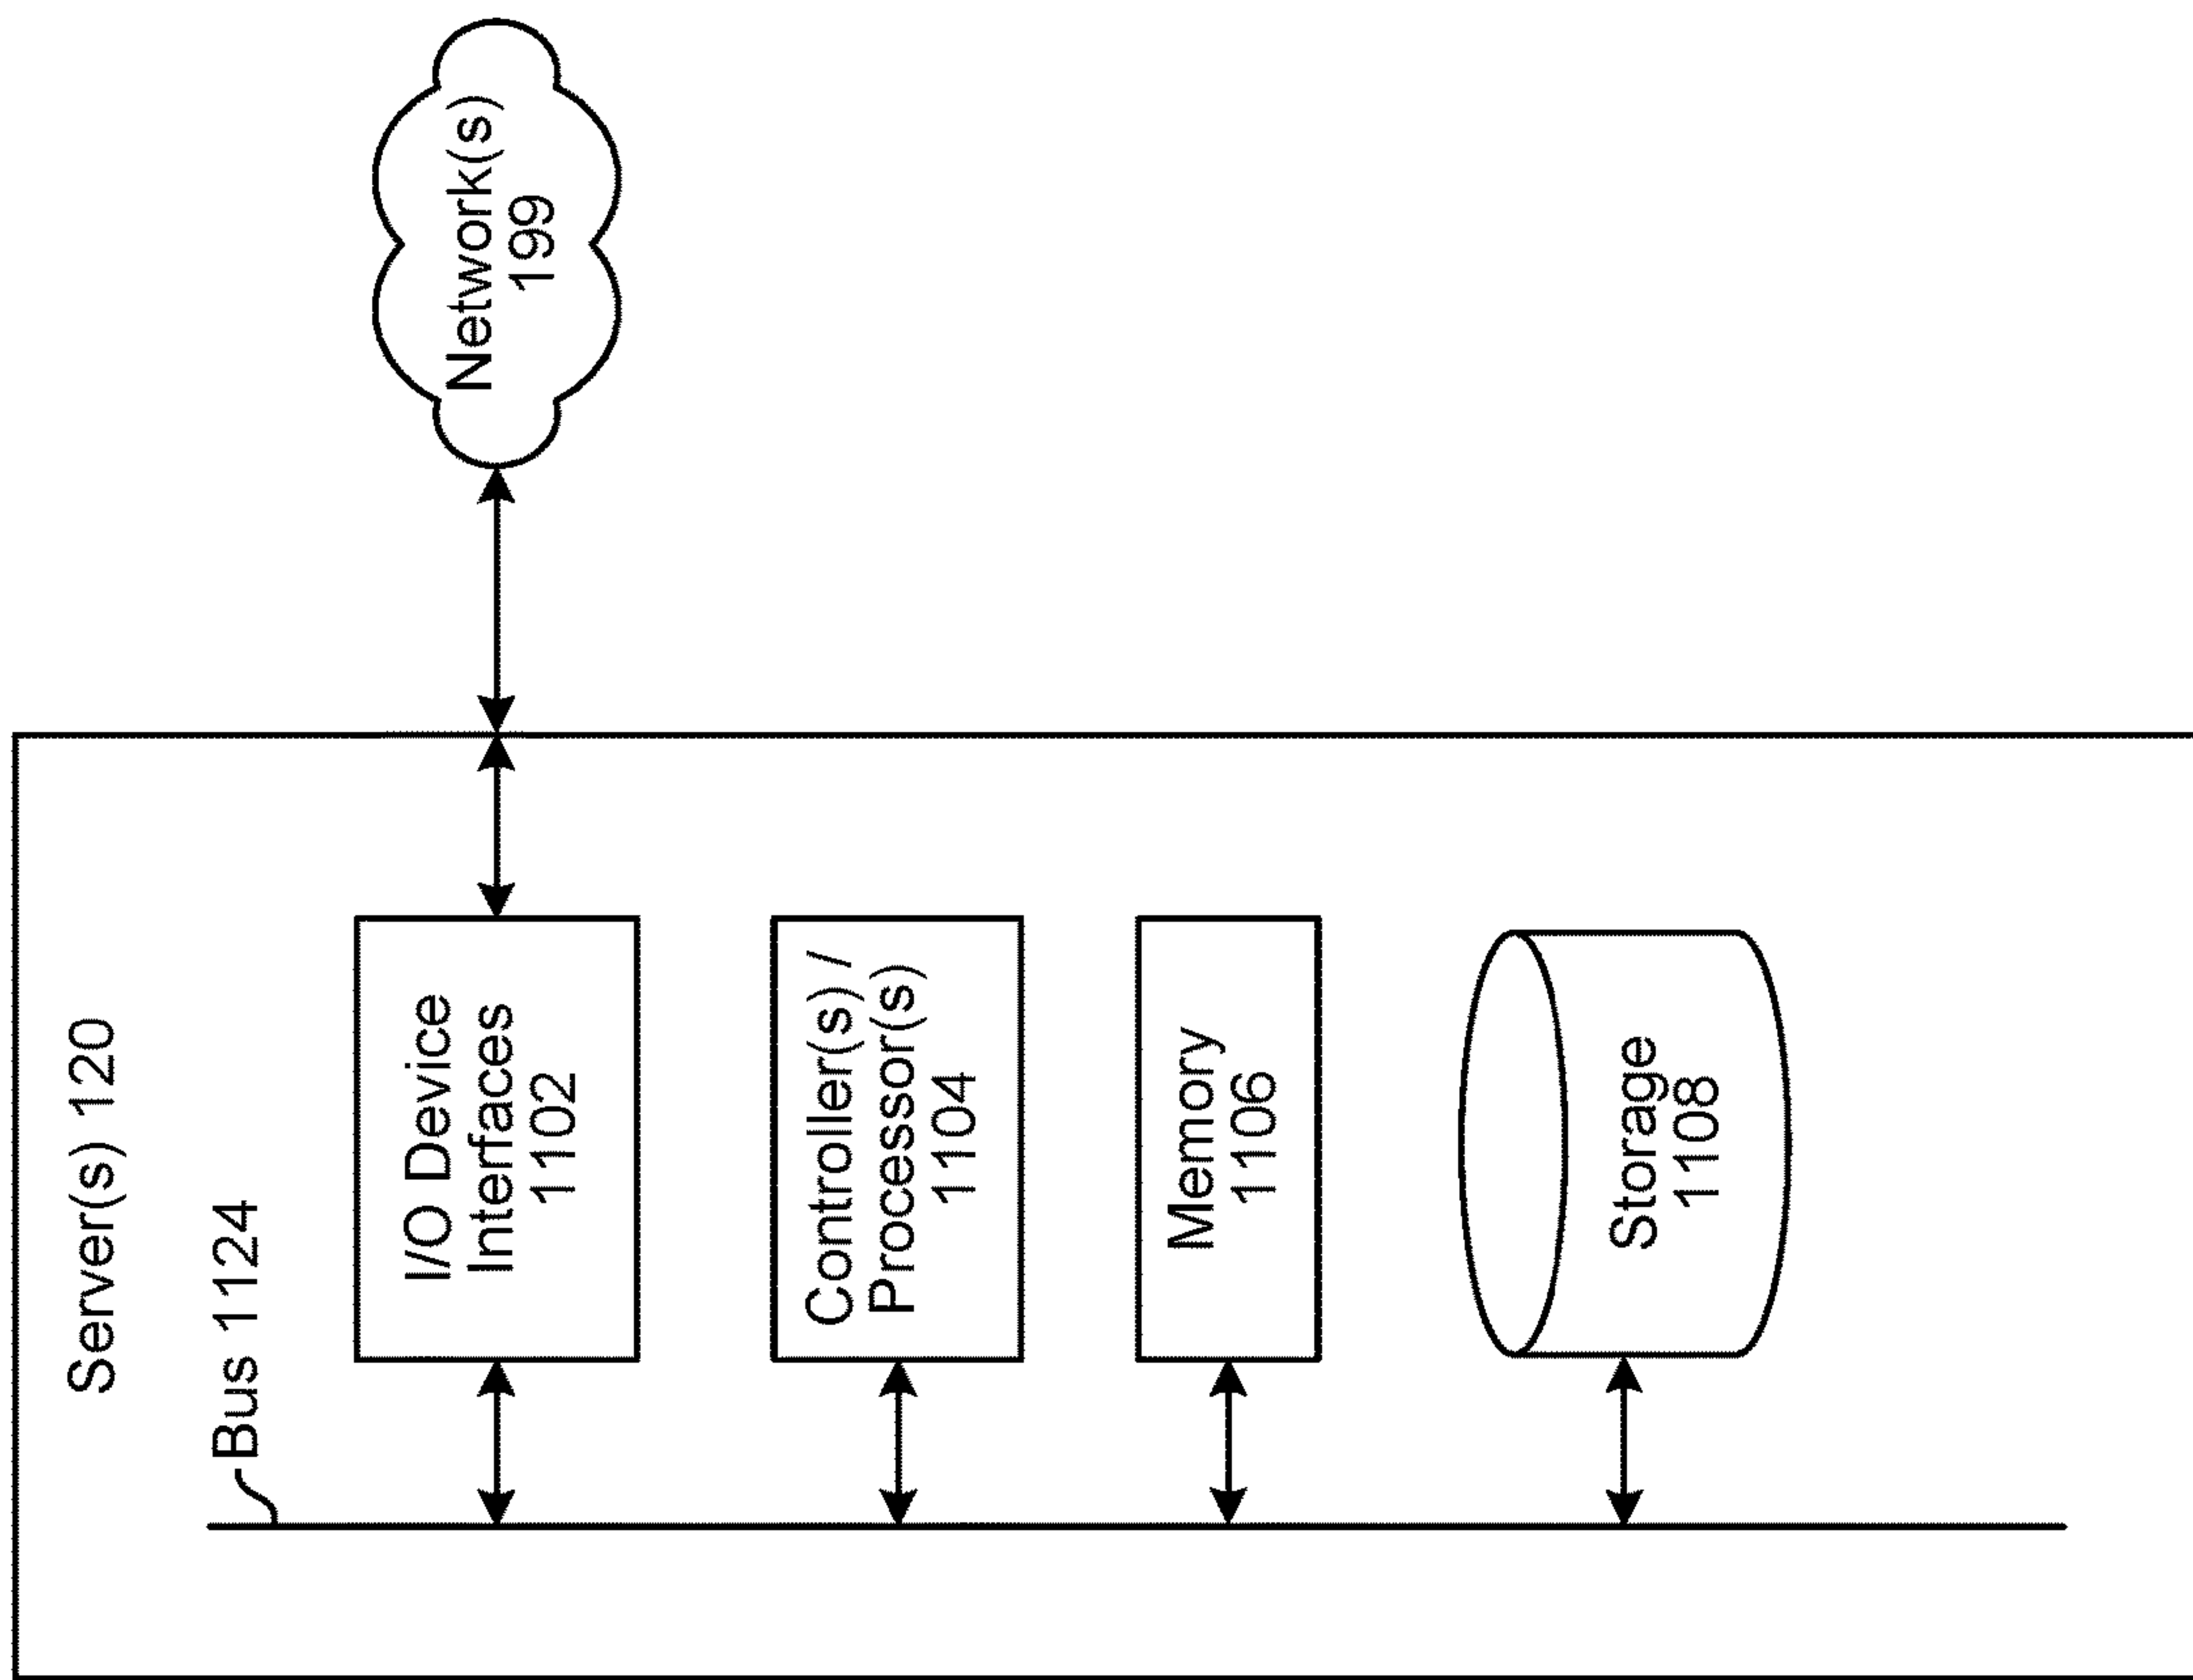 Server(s) 120
Bus 1124
I/O Device
Interfaces
1102
Network(s)
199
Controller(s) /
Processor(s)
1104
Memory
1106
Storage
1108